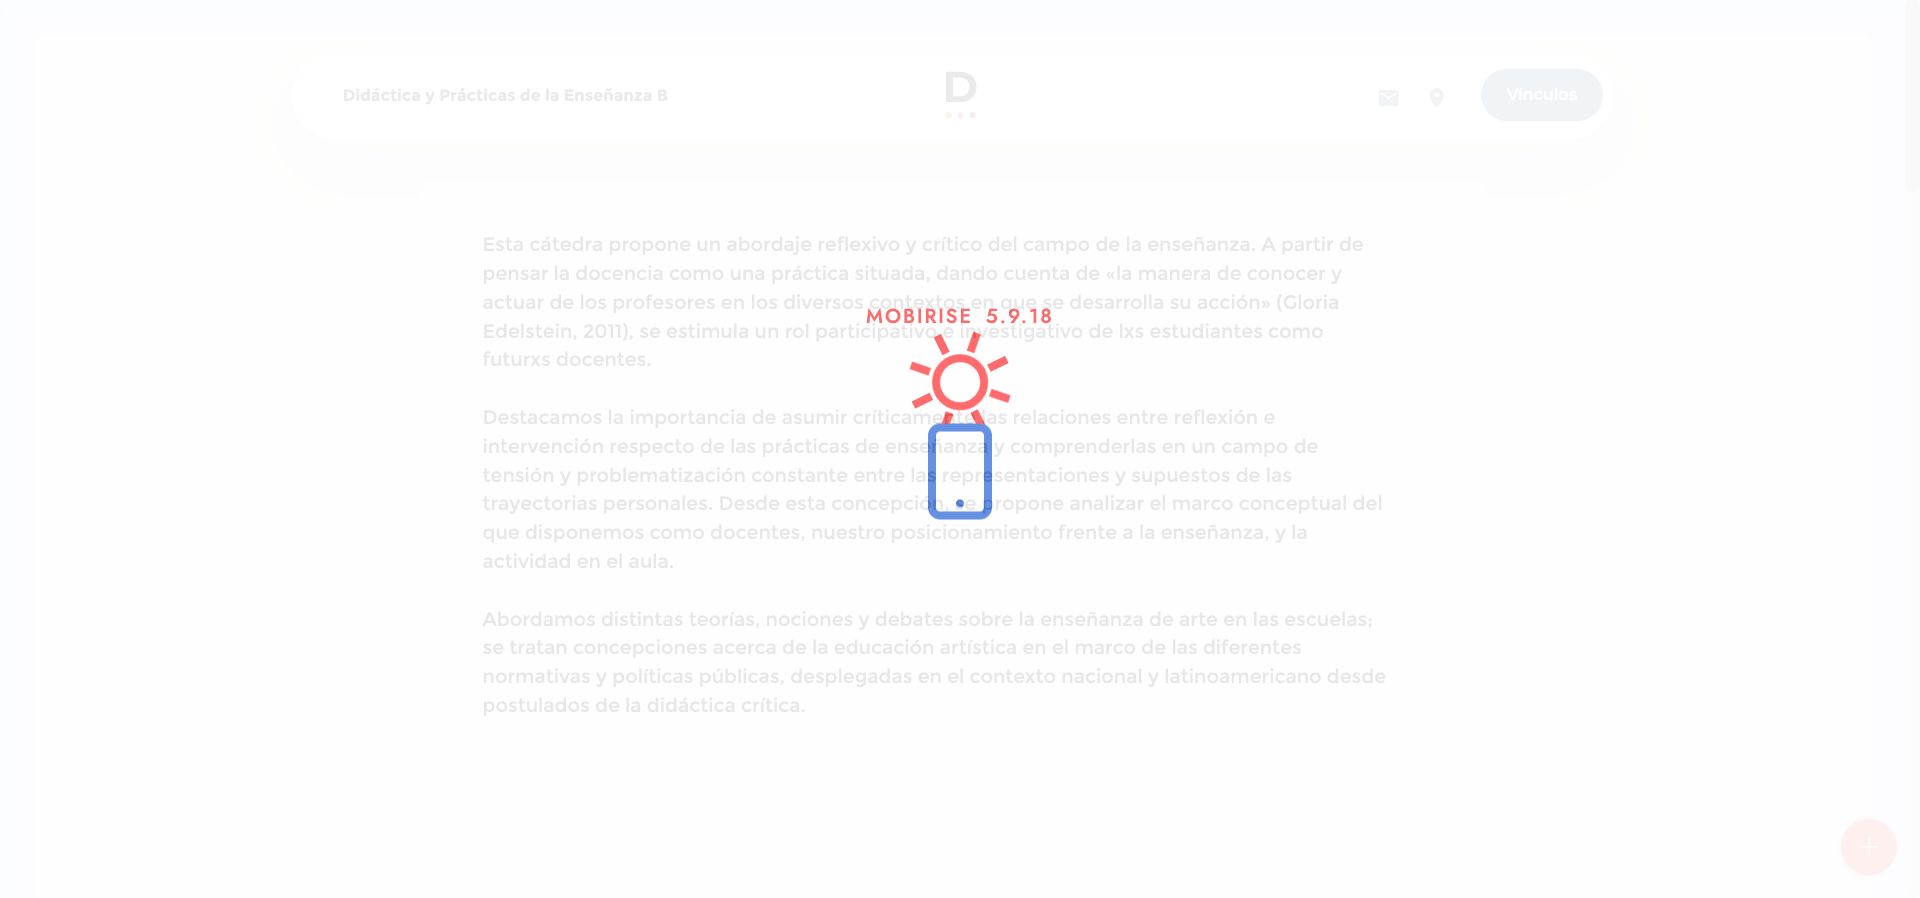 Didáctica y Prácticas de la Enseñanza B
D
Vínculos
Esta cátedra propone un abordaje reflexivo y crítico del campo de la enseñanza. A partir de
pensar la docencia como una práctica situada, dando cuenta de «la manera de conocer y
actuar de los profesores en los diversos contextos en que se desarrolla su acción» (Gloria
MOBIRISE 5.9.18
Edelstein, 2011), se estimula un rol participativo e investigativo de lxs estudiantes como
futurxs docentes.
Destacamos la importancia de asumir críticamente las relaciones entre reflexión e
intervención respecto de las prácticas de enseñanza y comprenderlas en un campo de
tensión y problematización constante entre las representaciones y supuestos de las
trayectorias personales. Desde esta concepción, se propone analizar el marco conceptual del
que disponemos como docentes, nuestro posicionamiento frente a la enseñanza, y la
actividad en el aula.
Abordamos distintas teorías, nociones y debates sobre la enseñanza de arte en las escuelas;
se tratan concepciones acerca de la educación artística en el marco de las diferentes
normativas y políticas públicas, desplegadas en el contexto nacional y latinoamericano desde
postulados de la didáctica crítica.